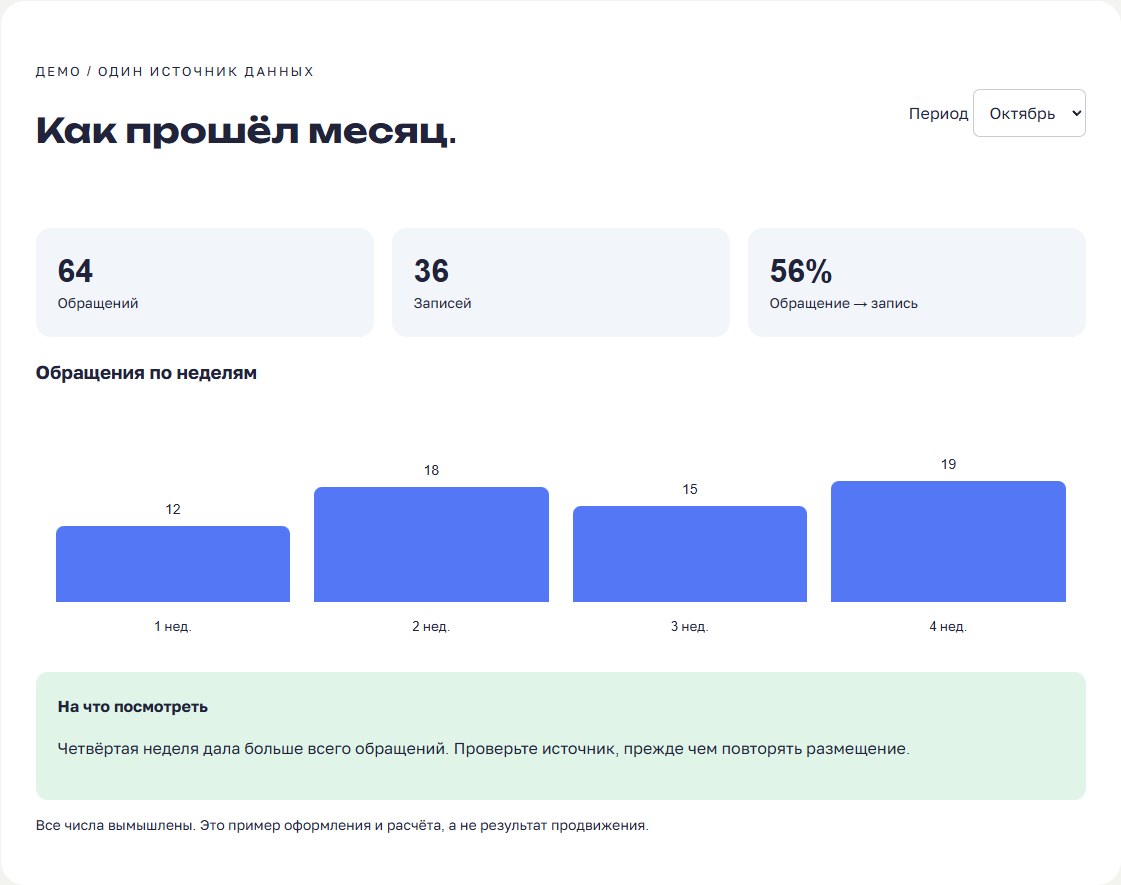 ДЕМО / ОДИН ИСТОЧНИК ДАННЫХ
Как прошёл месяц.
Период Октябрь
64
Обращений
36
Записей
56%
Обращение → запись
Обращения по неделям
12
18
15
19
1 нед.
2 нед.
3 нед.
4 нед.
На что посмотреть
Четвёртая неделя дала больше всего обращений. Проверьте источник, прежде чем повторять размещение.
Все числа вымышлены. Это пример оформления и расчёта, а не результат продвижения.